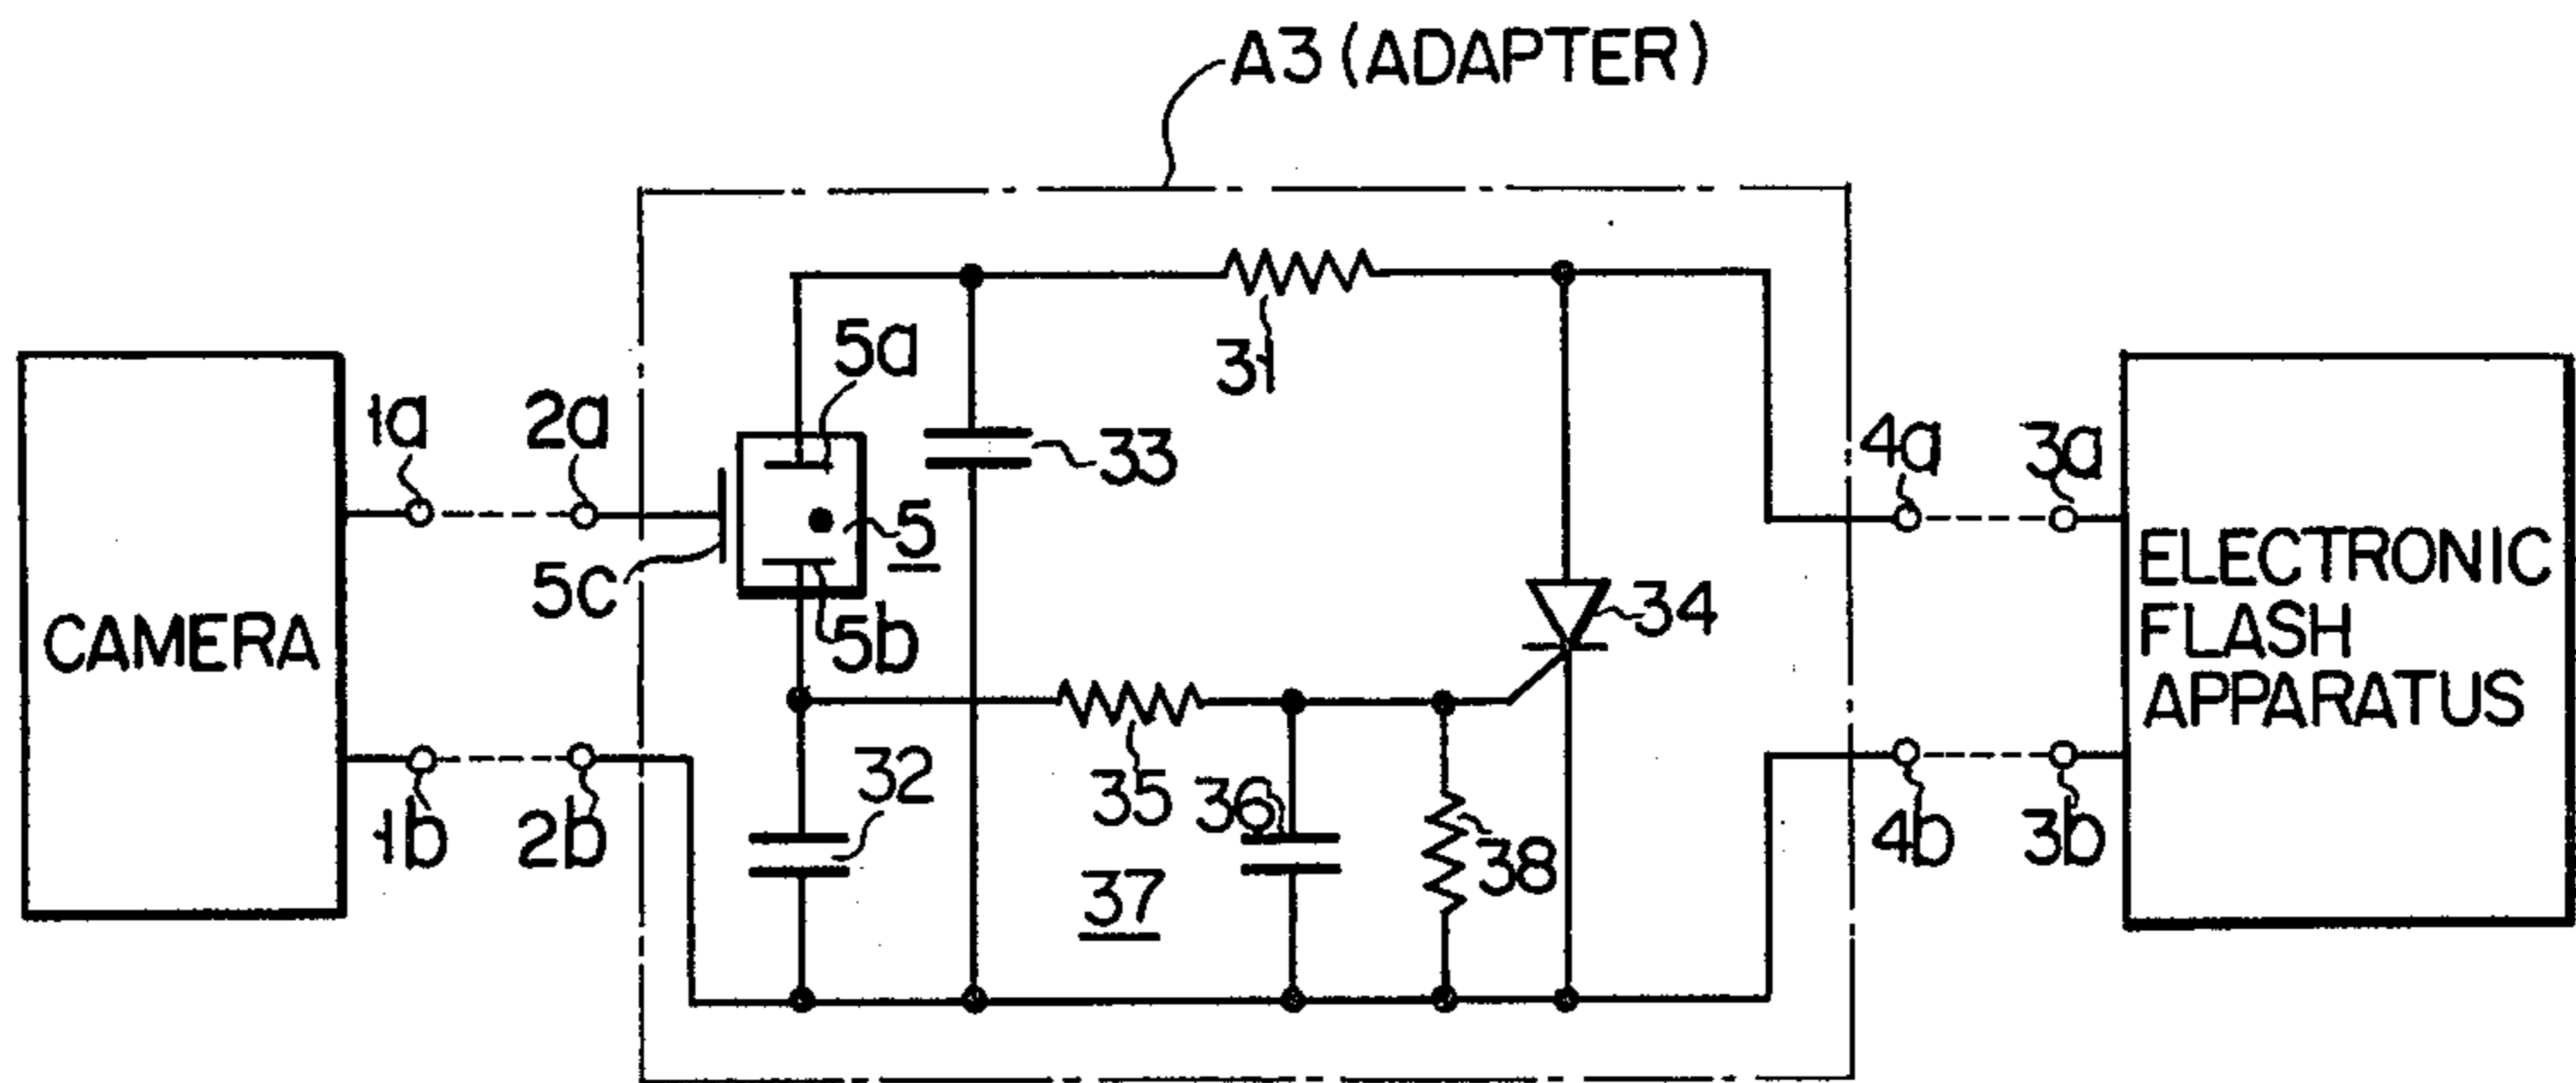 A3 (ADAPTER)
5a
31
1a
2a
33
4a
3a
5
5c
ELECTRONIC
FLASH
APPARATUS
CAMERA
5b
34
32
35
36
1b
2b
38
4b
3b
37